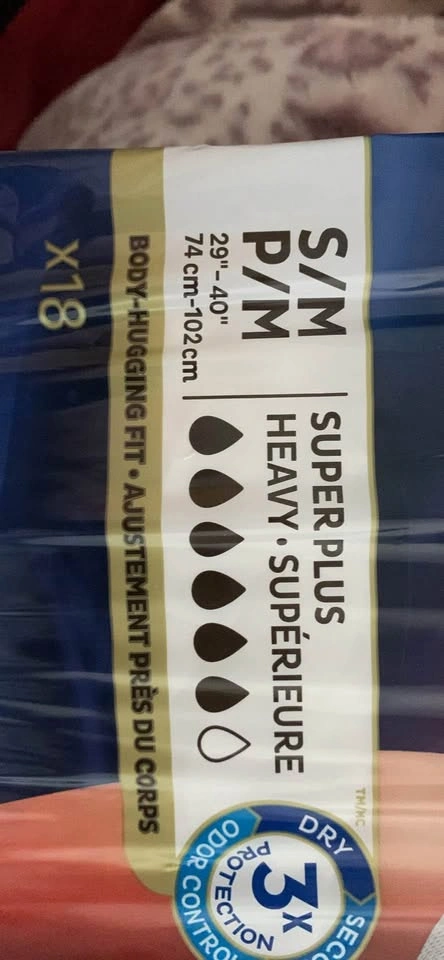 S/M
P/M
29"-40"
74 cm-102 cm
SUPER PLUS
HEAVY • SUPÉRIEURE
BODY-HUGGING FIT • AJUSTEMENT PRÈS DU CORPS
X18
TM/MC
3X
PROTECTION
DRY
ODOR CONTROL